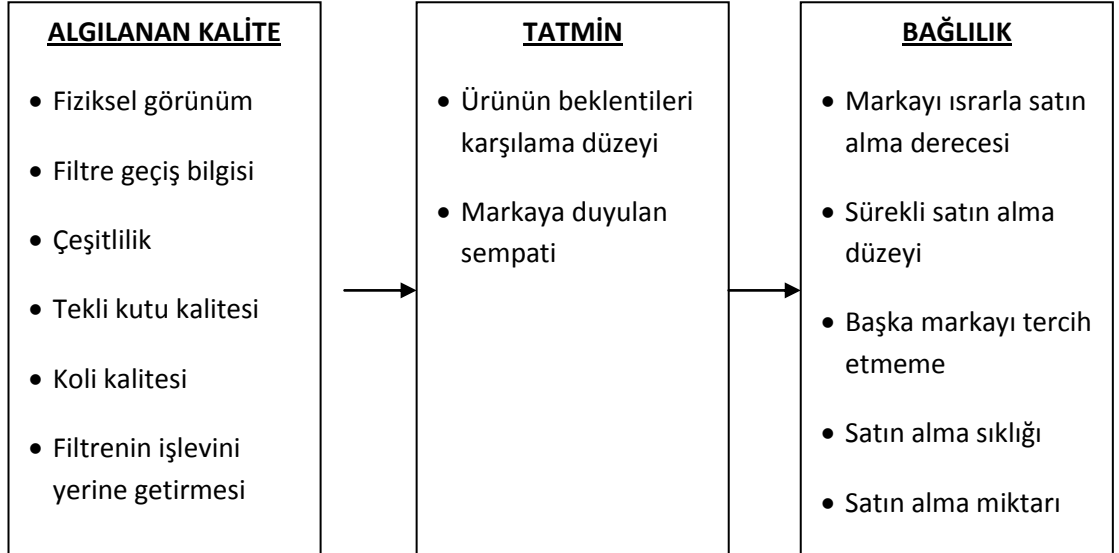 ALGILANAN KALİTE
• Fiziksel görünüm
• Filtre geçiş bilgisi
• Çeşitlilik
• Tekli kutu kalitesi
• Koli kalitesi
• Filtrenin işlevini
yerine getirmesi
TATMİN
• Ürünün beklentileri
karşılama düzeyi
• Markaya duyulan
sempati
BAĞLILIK
• Markayı ısrarla satın
alma derecesi
• Sürekli satın alma
düzeyi
• Başka markayı tercih
etmeme
• Satın alma sıklığı
• Satın alma miktarı